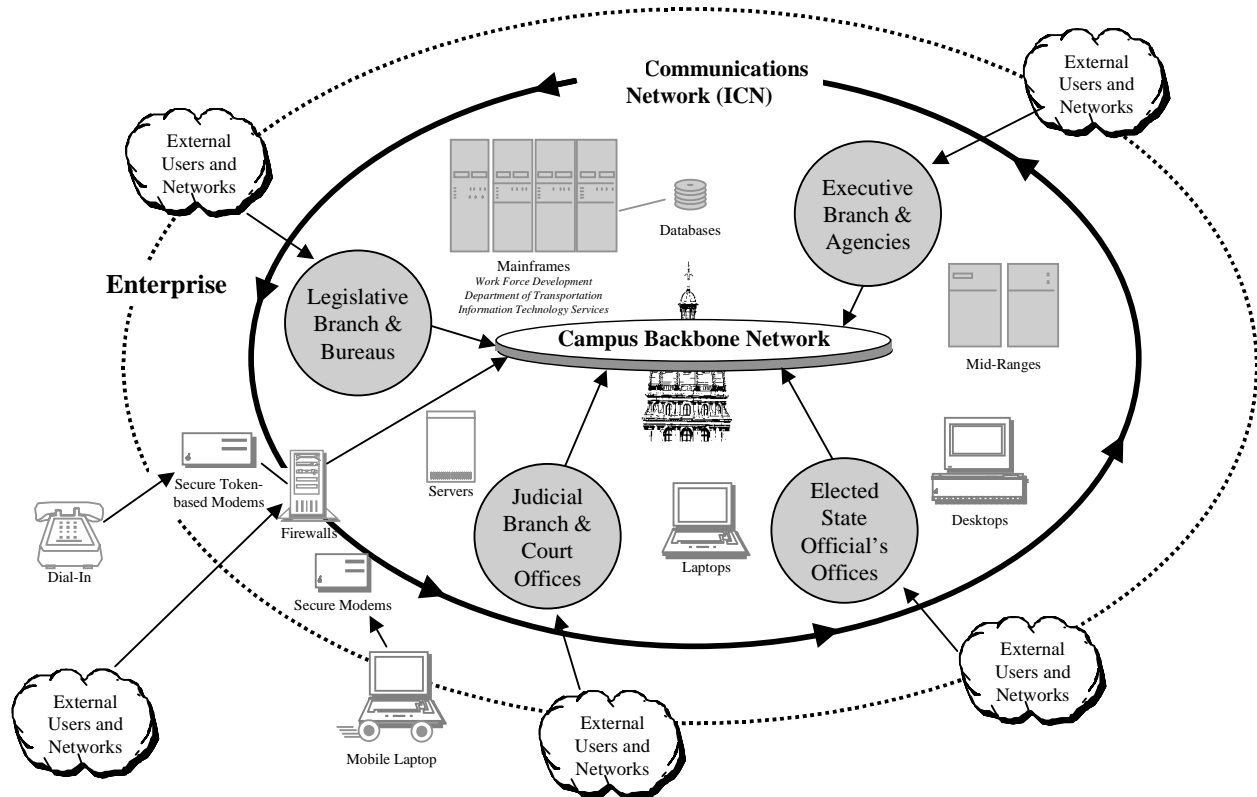 Communications
Network (ICN)
External
Users and
Networks
External
Users and
Networks
Executive
Branch &
Agencies
Databases
Mainframes
Work Force Development
Department of Transportation
Information Technology Services
Enterprise
Legislative
Branch &
Bureaus
Campus Backbone Network
Mid-Ranges
Secure Token-
based Modems
Servers
Firewalls
Judicial
Branch &
Court
Offices
Laptops
Elected
State
Official's
Offices
Desktops
Dial-In
Secure Modems
External
Users and
Networks
Mobile Laptop
External
Users and
Networks
External
Users and
Networks